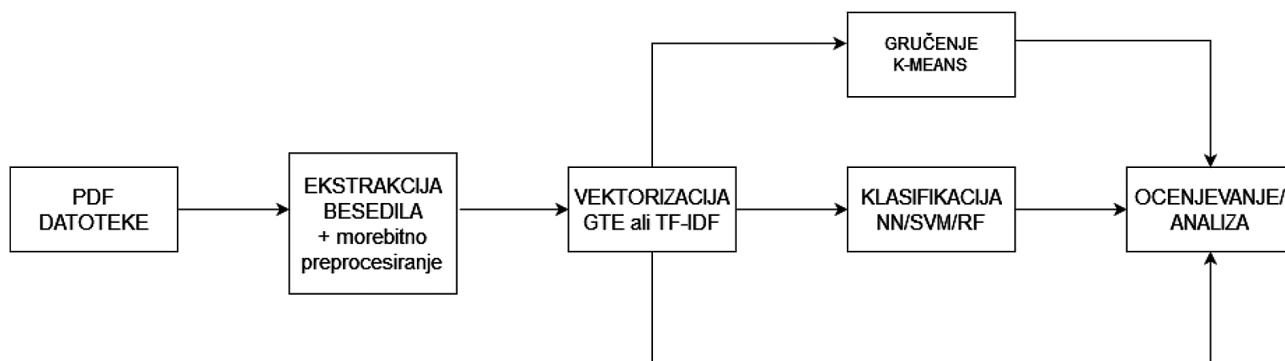 PDF
DATOTEKE
EKSTRAKCIJA
BESEDILA
+ morebitno
preprocesiranje
VEKTORIZACIJA
GTE ali TF-IDF
GRUČENJE
K-MEANS
KLASIFIKACIJA
NN/SVM/RF
OCENJEVANJE/
ANALIZA